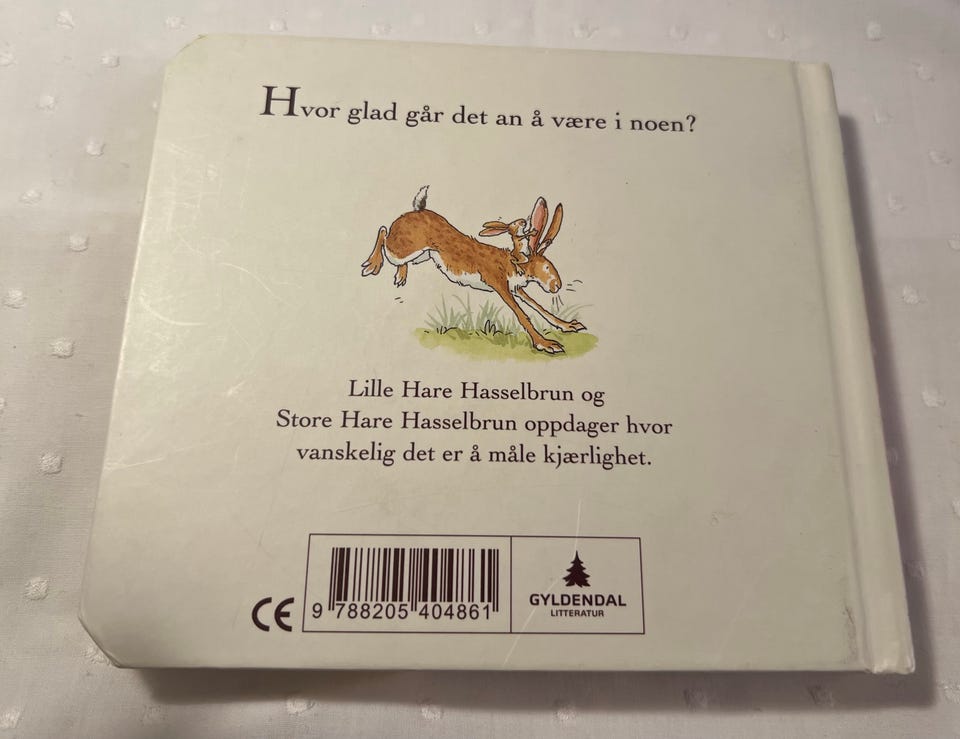 Hvor glad går det an å være i noen?
Lille Hare Hasselbrun og
Store Hare Hasselbrun oppdager hvor
vanskelig det er å måle kjærlighet.
CE
9 788205 404861
GYLDENDAL
LITTERATUR